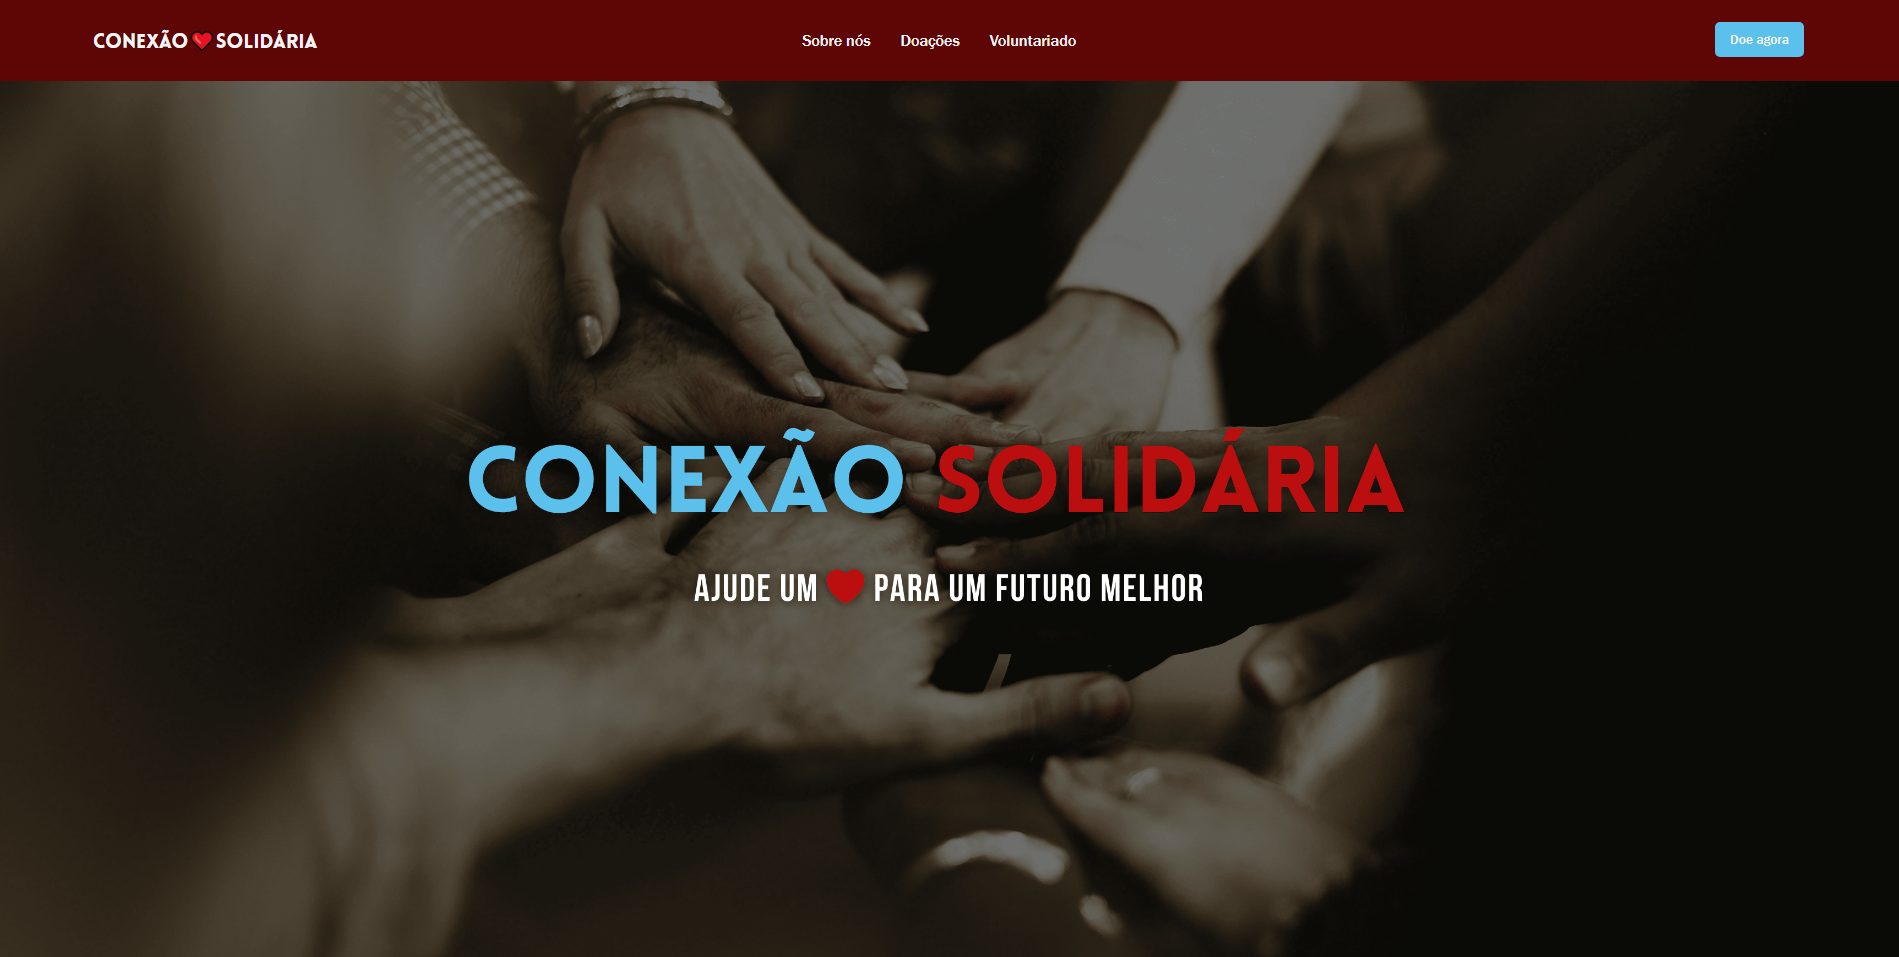 CONEXÃO ❤ SOLIDÁRIA
Sobre nós
Doações
Voluntariado
Doe agora
CONEXÃO SOLIDÁRIA
AJUDE UM ❤ PARA UM FUTURO MELHOR